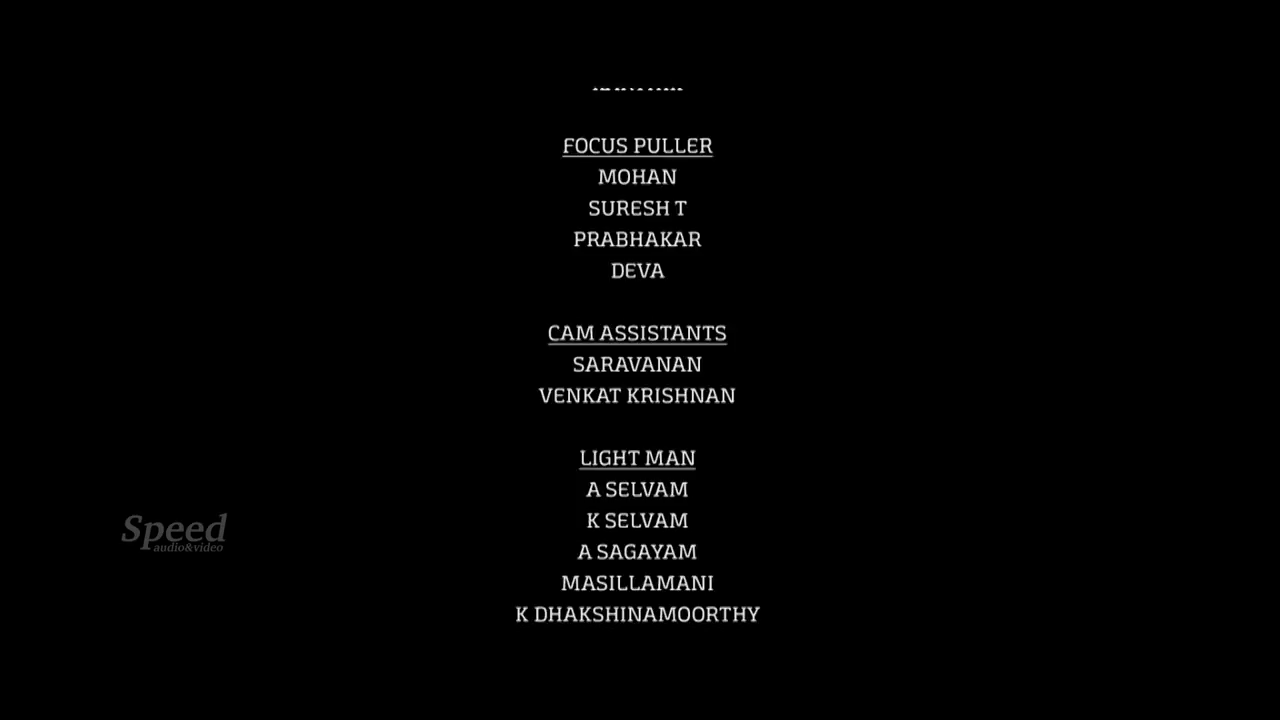 FOCUS PULLER
MOHAN
SURESH T
PRABHAKAR
DEVA
CAM ASSISTANTS
SARAVANAN
VENKAT KRISHNAN
LIGHT MAN
A SELVAM
K SELVAM
A SAGAYAM
MASILLAMANI
K DHAKSHINAMOORTHY
Speed
audio&video